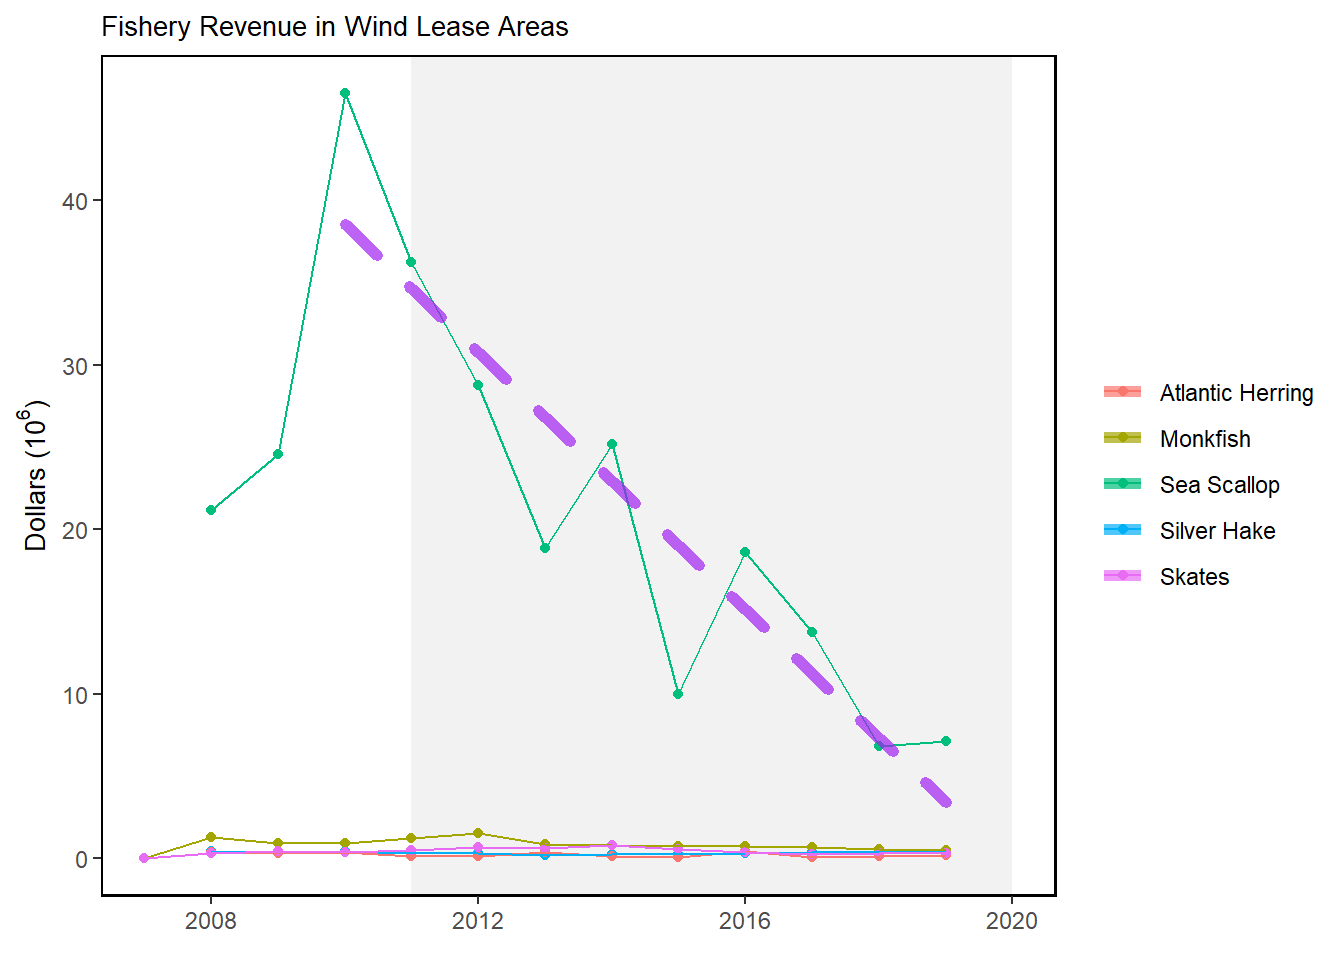 Fishery Revenue in Wind Lease Areas
Dollars (10⁶)
40
30
20
10
0
2008
2012
2016
2020
Atlantic Herring
Monkfish
Sea Scallop
Silver Hake
Skates